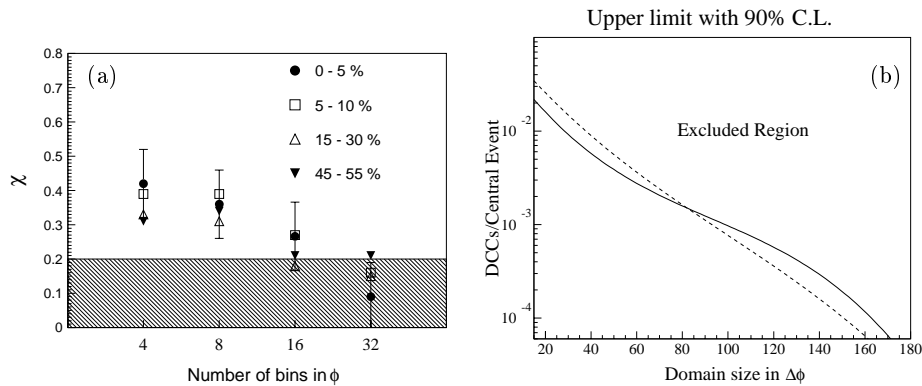 Upper limit with 90% C.L.
(a)
0 - 5 %
5 - 10 %
15 - 30 %
45 - 55 %
χ
0.8
0.7
0.6
0.5
0.4
0.3
0.2
0.1
0
4 8 16 32
Number of bins in ϕ
(b)
Excluded Region
DCCs/Central Event
10⁻²
10⁻³
10⁻⁴
20 40 60 80 100 120 140 160 180
Domain size in Δϕ